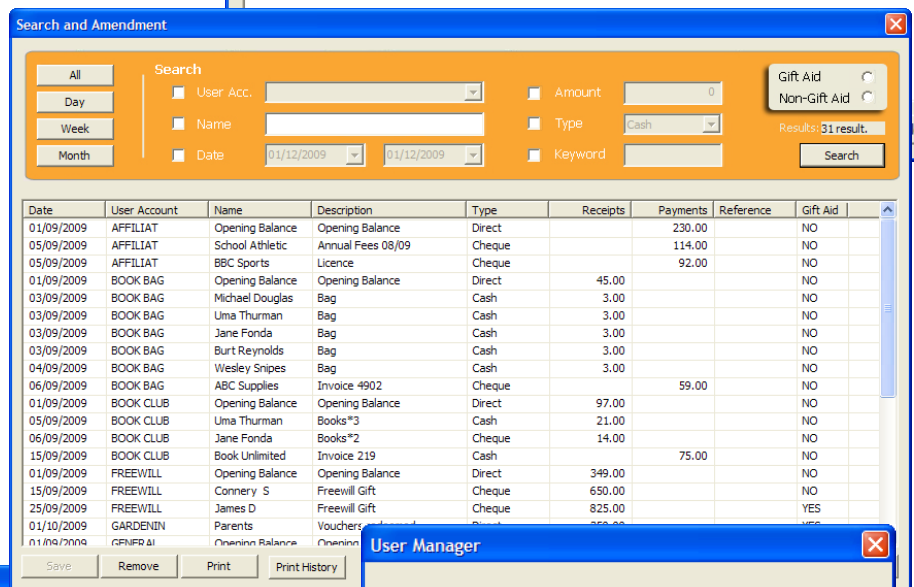 Search and Amendment
All
Day
Week
Month
Search
User Acc.
Name
Date 01/12/2009 01/12/2009
Amount 0
Type Cash
Keyword
Gift Aid
Non-Gift Aid
Results: 31 result.
Search
Date User Account Name Description Type Receipts Payments Reference Gift Aid
01/09/2009 AFFILIAT Opening Balance Opening Balance Direct 230.00 NO
05/09/2009 AFFILIAT School Athletic Annual Fees 08/09 Cheque 114.00 NO
05/09/2009 AFFILIAT BBC Sports Licence Cheque 92.00 NO
01/09/2009 BOOK BAG Opening Balance Opening Balance Direct 45.00 NO
03/09/2009 BOOK BAG Michael Douglas Bag Cash 3.00 NO
03/09/2009 BOOK BAG Uma Thurman Bag Cash 3.00 NO
03/09/2009 BOOK BAG Jane Fonda Bag Cash 3.00 NO
03/09/2009 BOOK BAG Burt Reynolds Bag Cash 3.00 NO
04/09/2009 BOOK BAG Wesley Snipes Bag Cash 3.00 NO
06/09/2009 BOOK BAG ABC Supplies Invoice 4902 Cheque 59.00 NO
01/09/2009 BOOK CLUB Opening Balance Opening Balance Direct 97.00 NO
05/09/2009 BOOK CLUB Uma Thurman Books*3 Cash 21.00 NO
06/09/2009 BOOK CLUB Jane Fonda Books*2 Cheque 14.00 NO
15/09/2009 BOOK CLUB Book Unlimited Invoice 219 Cash 75.00 NO
01/09/2009 FREEWILL Opening Balance Opening Balance Direct 349.00 NO
15/09/2009 FREEWILL Connery S Freewill Gift Cheque 650.00 NO
25/09/2009 FREEWILL James D Freewill Gift Cheque 825.00 YES
01/10/2009 GARDENIN Parents Vouchers
01/09/2009 GENERAL Opening Balance Opening
Save Remove Print Print History
User Manager